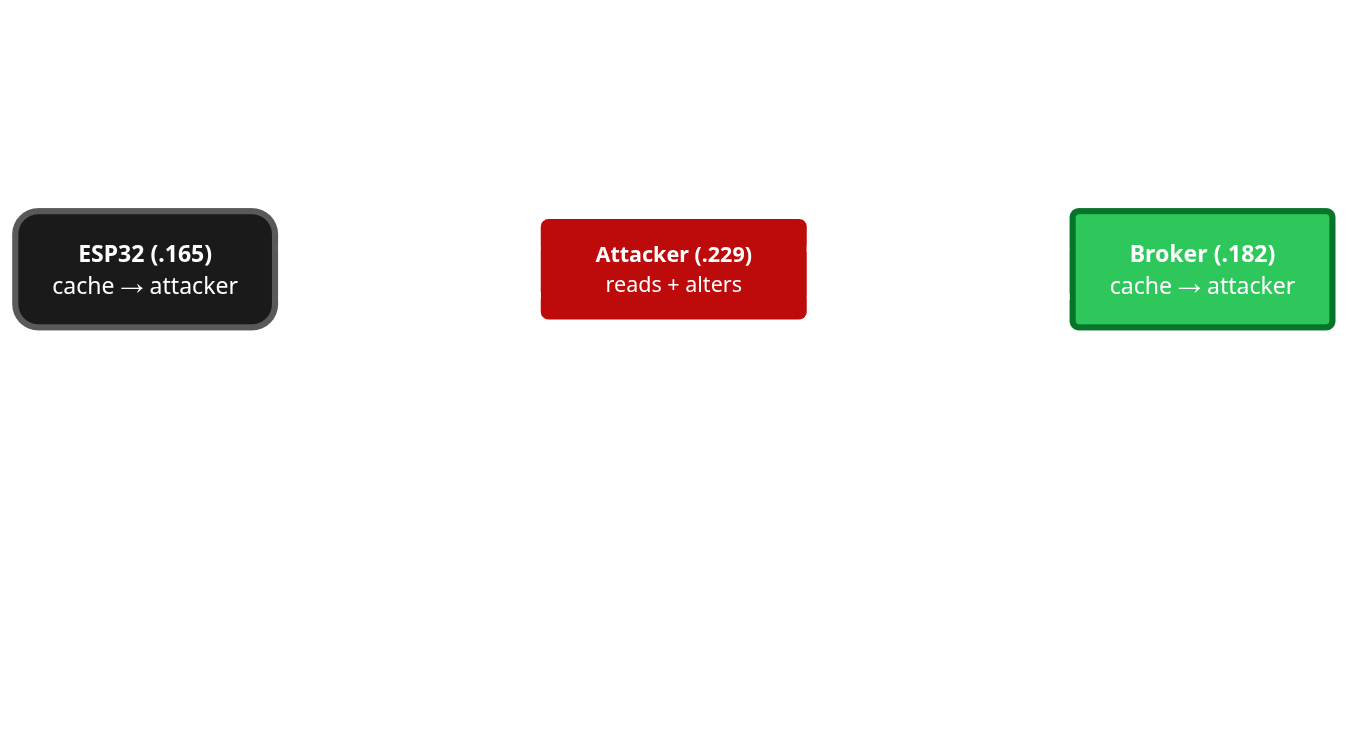 ESP32 (.165)
cache → attacker
Attacker (.229)
reads + alters
Broker (.182)
cache → attacker